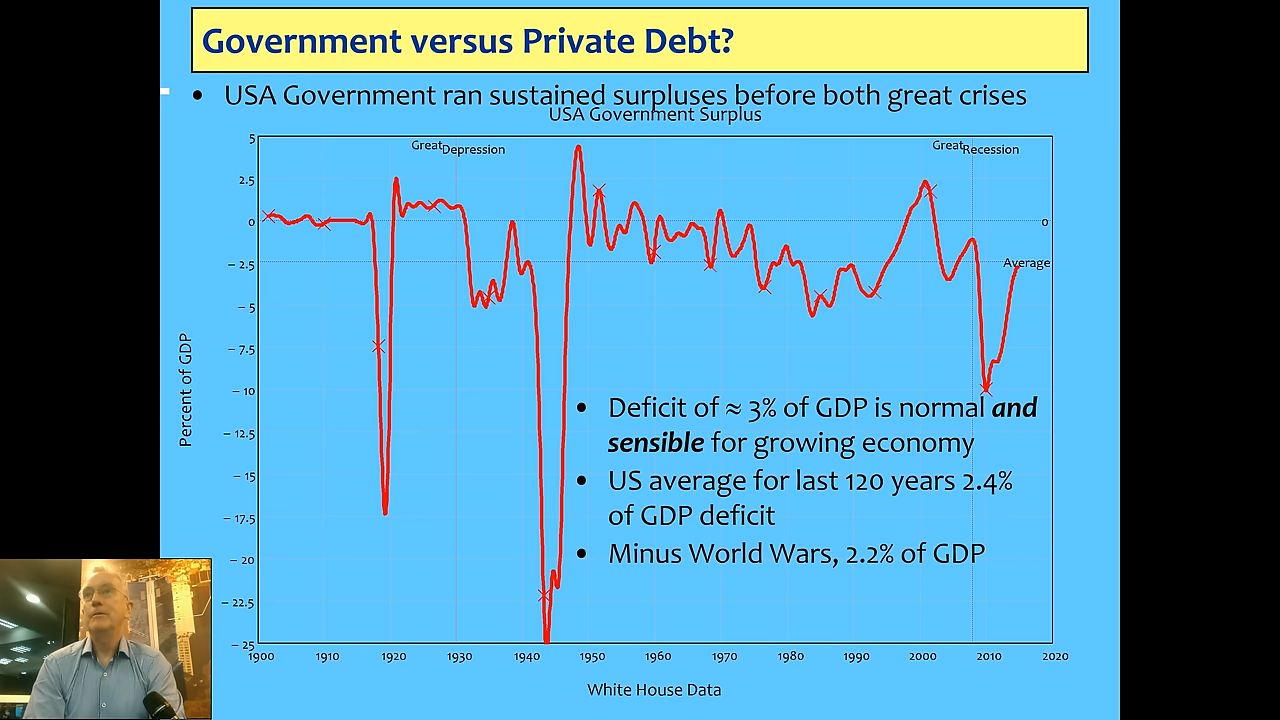 Government versus Private Debt?
• USA Government ran sustained surpluses before both great crises
USA Government Surplus
5
Great Depression
Great Recession
2.5
0
0
– 2.5
Average
– 5
– 7.5
– 10
– 12.5
– 15
– 17.5
– 20
– 22.5
– 25
Percent of GDP
• Deficit of ≈ 3% of GDP is normal and
sensible for growing economy
• US average for last 120 years 2.4%
of GDP deficit
• Minus World Wars, 2.2% of GDP
1900 1910 1920 1930 1940 1950 1960 1970 1980 1990 2000 2010 2020
White House Data